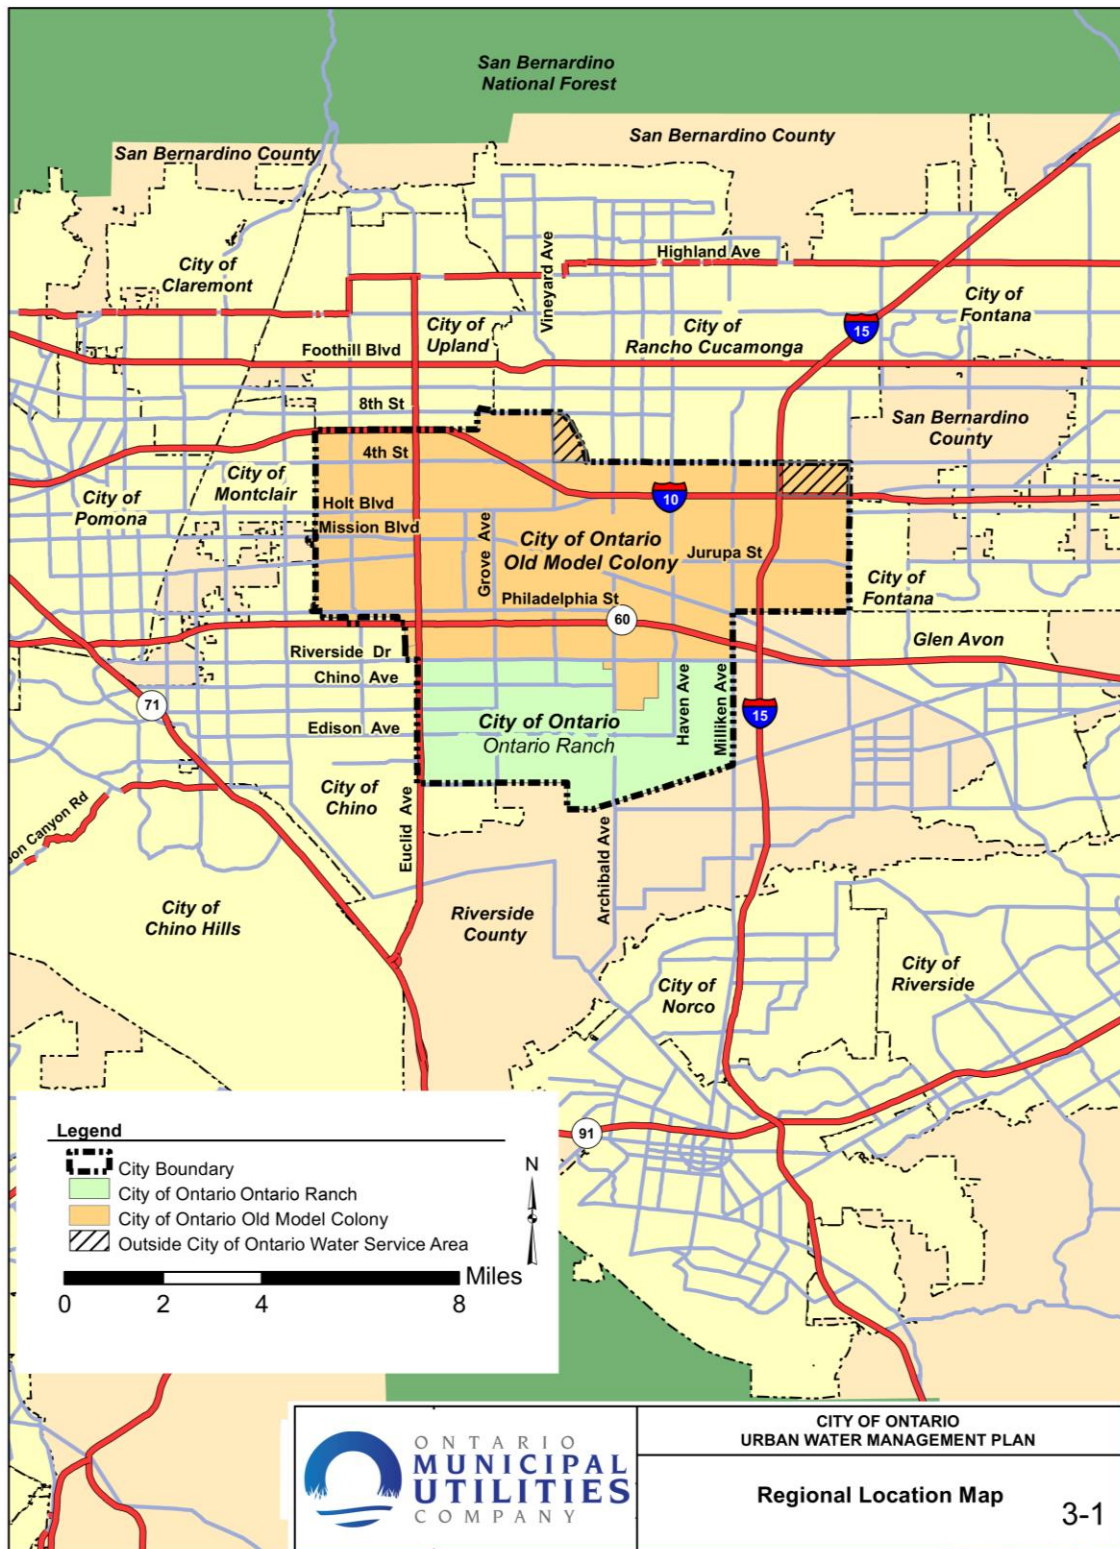 San Bernardino
National Forest
San Bernardino County
San Bernardino County
Highland Ave
Vineyard Ave
City of
Claremont
City of
Fontana
City of
Upland
City of
Rancho Cucamonga
15
Foothill Blvd
8th St
San Bernardino
County
4th St
City of
Montclair
City of
Pomona
Holt Blvd
10
Mission Blvd
Grove Ave
City of Ontario
Old Model Colony
Jurupa St
City of
Fontana
Philadelphia St
60
Glen Avon
Riverside Dr
Chino Ave
71
Haven Ave
Milliken Ave
15
City of Ontario
Ontario Ranch
Edison Ave
City of
Chino
Euclid Ave
Archibald Ave
Canyon Rd
City of
Chino Hills
Riverside
County
City of
Norco
City of
Riverside
91
Legend
City Boundary
City of Ontario Ontario Ranch
City of Ontario Old Model Colony
Outside City of Ontario Water Service Area
N
Miles
0 2 4 8
ONTARIO
MUNICIPAL
UTILITIES
COMPANY
CITY OF ONTARIO
URBAN WATER MANAGEMENT PLAN
Regional Location Map
3-1